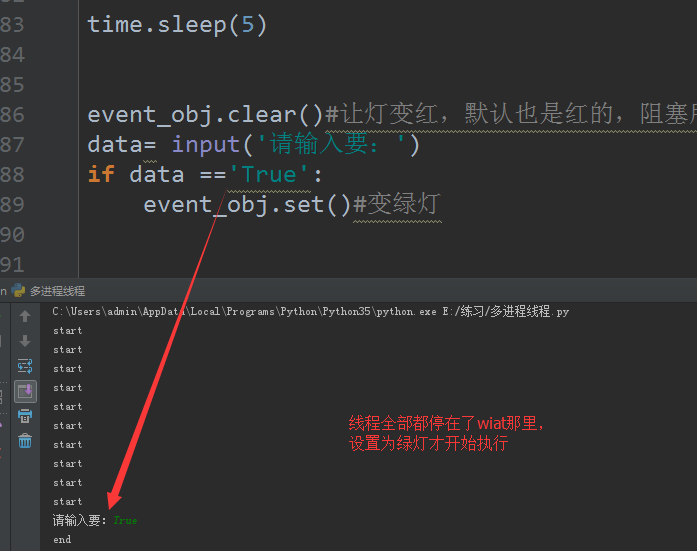 83 time.sleep(5)
84
85
86 event_obj.clear()#让灯变红，默认也是红的，阻塞
87 data= input('请输入要：')
88 if data =='True':
89 event_obj.set()#变绿灯
90
91
n 多进程线程
C:\Users\admin\AppData\Local\Programs\Python\Python35\python.exe E:/练习/多进程线程.py
start
start
start
start
start
start
start
start
start
start
线程全部都停在了wiat那里，
设置为绿灯才开始执行
请输入要：True
end